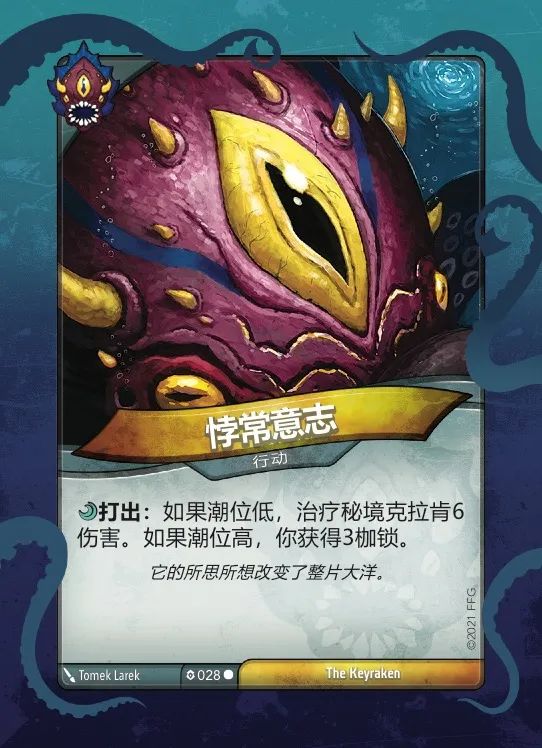 悖常意志
行动
打出：如果潮位低，治疗秘境克拉肯6
伤害。如果潮位高，你获得3枷锁。
它的所思所想改变了整片大洋。
©2021 FFG
Tomek Larek
028
The Keyraken